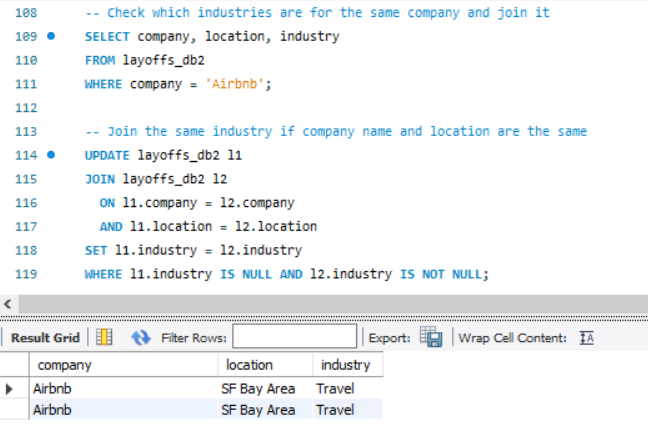 108 -- Check which industries are for the same company and join it
109 SELECT company, location, industry
110 FROM layoffs_db2
111 WHERE company = 'Airbnb';
112
113 -- Join the same industry if company name and location are the same
114 UPDATE layoffs_db2 l1
115 JOIN layoffs_db2 l2
116 ON l1.company = l2.company
117 AND l1.location = l2.location
118 SET l1.industry = l2.industry
119 WHERE l1.industry IS NULL AND l2.industry IS NOT NULL;
Result Grid Filter Rows: Export: Wrap Cell Content:
company location industry
Airbnb SF Bay Area Travel
Airbnb SF Bay Area Travel